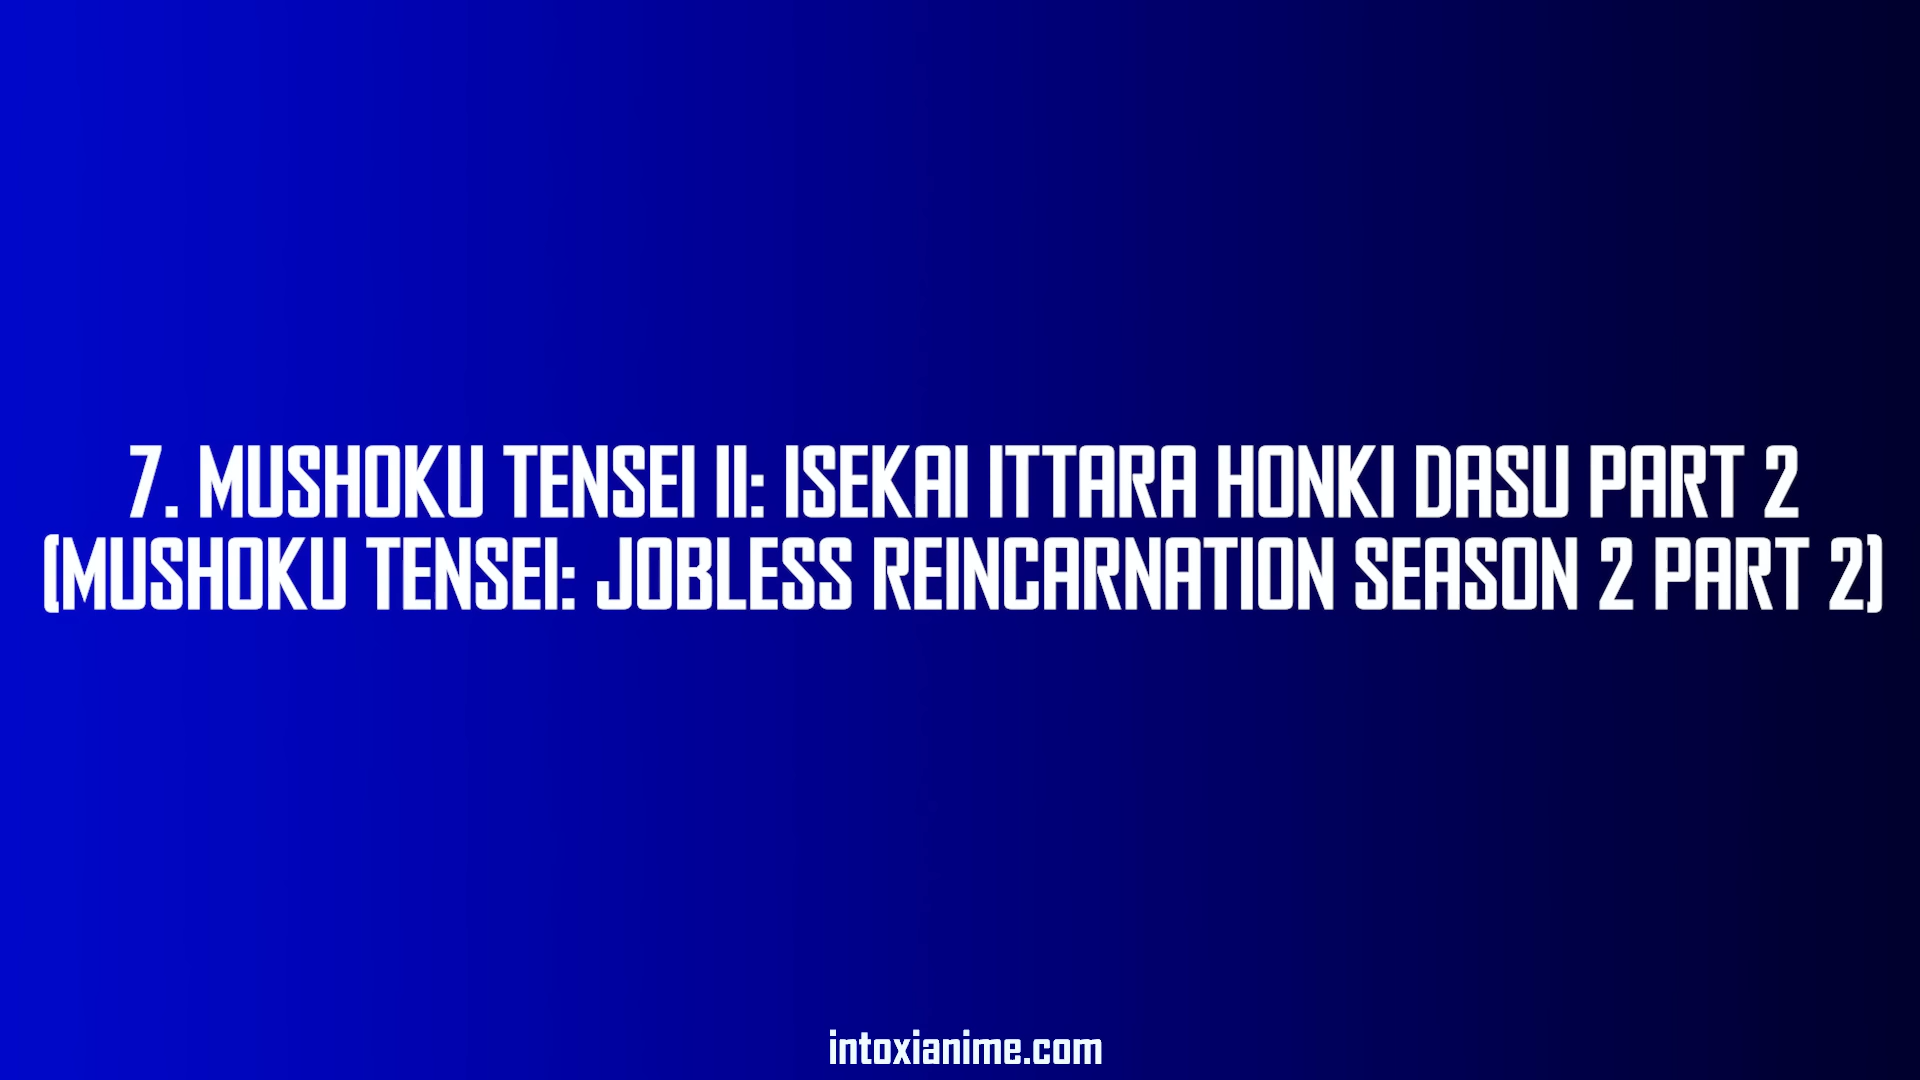 7. MUSHOKU TENSEI II: ISEKAI ITTARA HONKI DASU PART 2
(MUSHOKU TENSEI: JOBLESS REINCARNATION SEASON 2 PART 2)
intoxianime.com